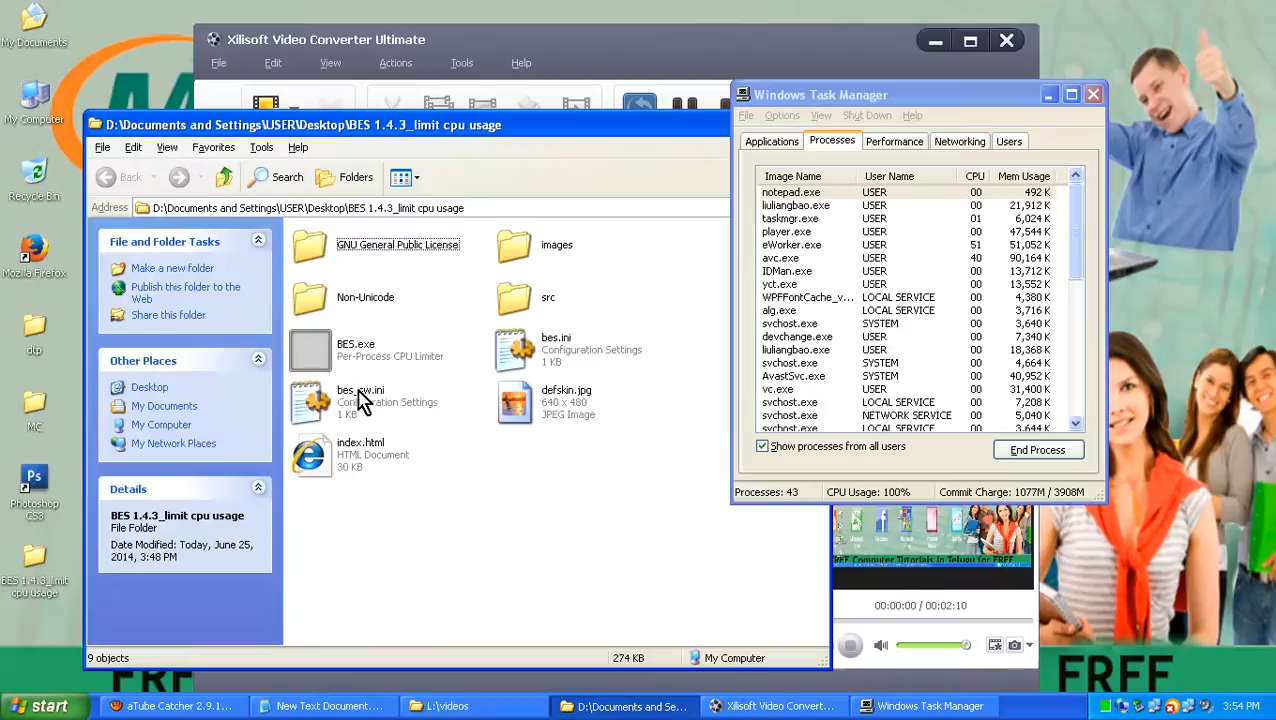 My Documents
My Computer
Recycle Bin
Mozilla Firefox
dtp
MC
Photoshop
CS3
BES 1.4.3_limit
cpu usage
Xilisoft Video Converter Ultimate
File Edit View Actions Tools Help
D:\Documents and Settings\USER\Desktop\BES 1.4.3_limit cpu usage
File Edit View Favorites Tools Help
Back Search Folders
Address D:\Documents and Settings\USER\Desktop\BES 1.4.3_limit cpu usage
File and Folder Tasks
Make a new folder
Publish this folder to the
Web
Share this folder
Other Places
Desktop
My Documents
My Computer
My Network Places
Details
BES 1.4.3_limit cpu usage
File Folder
Date Modified: Today, June 25,
2014, 3:48 PM
GNU General Public License
images
Non-Unicode
src
BES.exe
Per-Process CPU Limiter
bes.ini
Configuration Settings
1 KB
Configuration Settings
1 KB
defskin.jpg
640 x 480
JPEG Image
index.html
HTML Document
30 KB
9 objects 274 KB My Computer
Windows Task Manager
File Options View Shut Down Help
Applications Processes Performance Networking Users
Image Name User Name CPU Mem Usage
notepad.exe USER 00 492 K
liuliangbao.exe USER 00 21,912 K
taskmgr.exe USER 01 6,024 K
player.exe USER 00 47,544 K
eWorker.exe USER 51 51,052 K
avc.exe USER 40 90,164 K
IDMan.exe USER 00 13,712 K
yct.exe USER 00 13,552 K
WPFFontCache_v... LOCAL SERVICE 00 4,380 K
alg.exe LOCAL SERVICE 00 3,716 K
svchost.exe SYSTEM 00 3,640 K
devchange.exe USER 00 7,340 K
liuliangbao.exe USER 00 18,368 K
svchost.exe SYSTEM 00 4,664 K
AvastSvc.exe SYSTEM 00 40,952 K
vc.exe USER 00 31,400 K
svchost.exe LOCAL SERVICE 00 7,208 K
svchost.exe NETWORK SERVICE 00 5,040 K
svchost.exe LOCAL SERVICE 00 3,644 K
Show processes from all users End Process
Processes: 43 CPU Usage: 100% Commit Charge: 1077M / 3908M
FREE Computer Tutorials In Telugu for FREE
00:00:00 / 00:02:10
FREE
start aTube Catcher 2.9.1... New Text Document.... L:\videos D:\Documents and Se... Xilisoft Video Convert... Windows Task Manager 3:54 PM